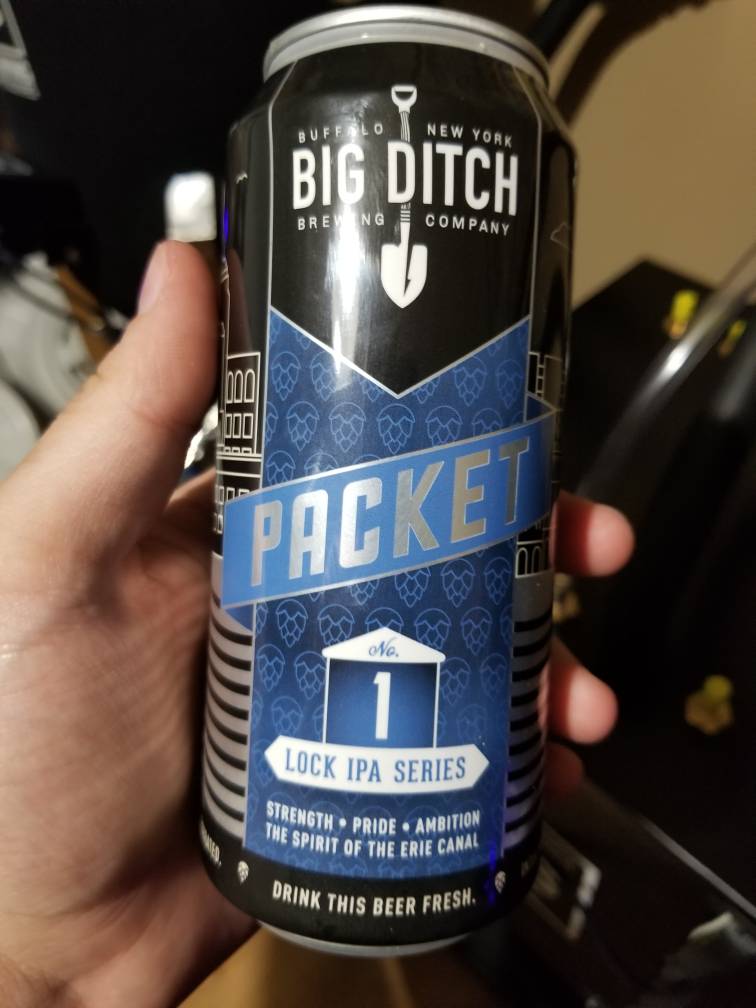 BUFFALO NEW YORK
BIG DITCH
BREWING COMPANY
PACKET
No.
1
LOCK IPA SERIES
STRENGTH • PRIDE • AMBITION
THE SPIRIT OF THE ERIE CANAL
DRINK THIS BEER FRESH.